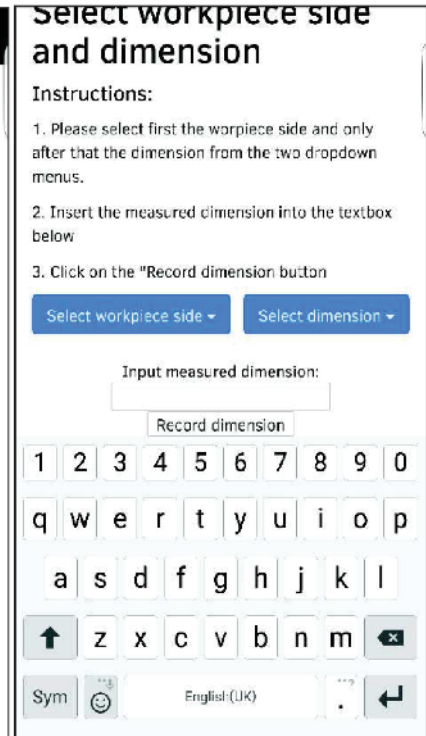 Select workpiece side
and dimension
Instructions:
1. Please select first the worpiece side and only
after that the dimension from the two dropdown
menus.
2. Insert the measured dimension into the textbox
below
3. Click on the "Record dimension button
Select workpiece side Select dimension
Input measured dimension:
Record dimension
1 2 3 4 5 6 7 8 9 0
q w e r t y u i o p
a s d f g h j k l
z x c v b n m
Sym English(UK) .